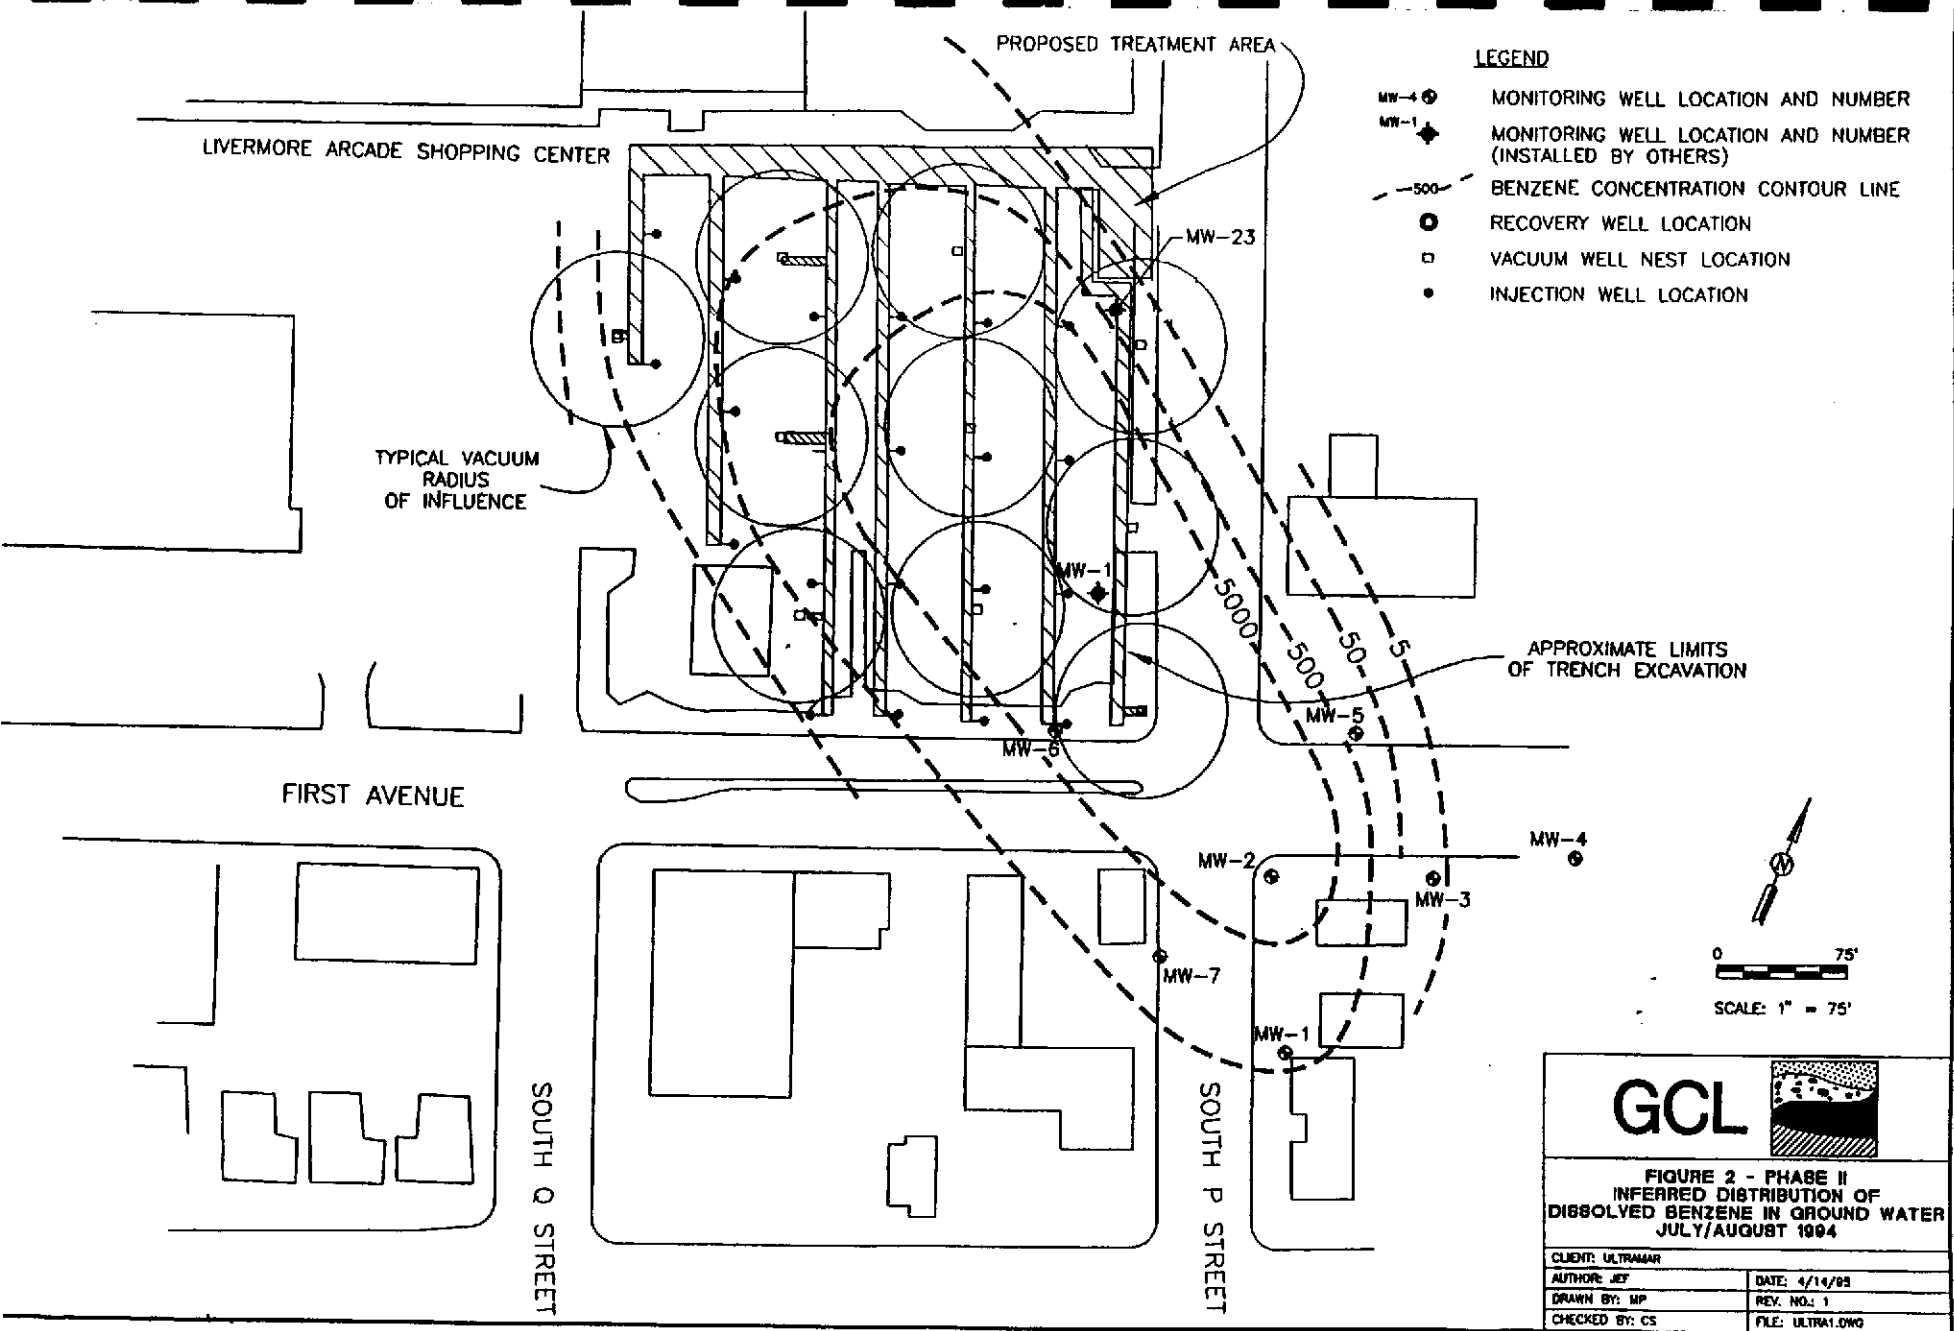 PROPOSED TREATMENT AREA
LIVERMORE ARCADE SHOPPING CENTER
LEGEND
MW-4 MONITORING WELL LOCATION AND NUMBER
MW-1 MONITORING WELL LOCATION AND NUMBER
(INSTALLED BY OTHERS)
500 BENZENE CONCENTRATION CONTOUR LINE
RECOVERY WELL LOCATION
VACUUM WELL NEST LOCATION
INJECTION WELL LOCATION
MW-23
TYPICAL VACUUM
RADIUS
OF INFLUENCE
MW-1
5000
500
50
5
APPROXIMATE LIMITS
OF TRENCH EXCAVATION
MW-5
MW-6
FIRST AVENUE
MW-2
MW-4
MW-3
MW-7
MW-1
N
0 75'
SCALE: 1" = 75'
SOUTH Q STREET
SOUTH P STREET
GCL
FIGURE 2 - PHASE II
INFERRED DISTRIBUTION OF
DISSOLVED BENZENE IN GROUND WATER
JULY/AUGUST 1994
CLIENT: ULTRAMAR
AUTHOR: JEF
DATE: 4/14/95
DRAWN BY: MP
REV. NO.: 1
CHECKED BY: CS
FILE: ULTRA1.DWG